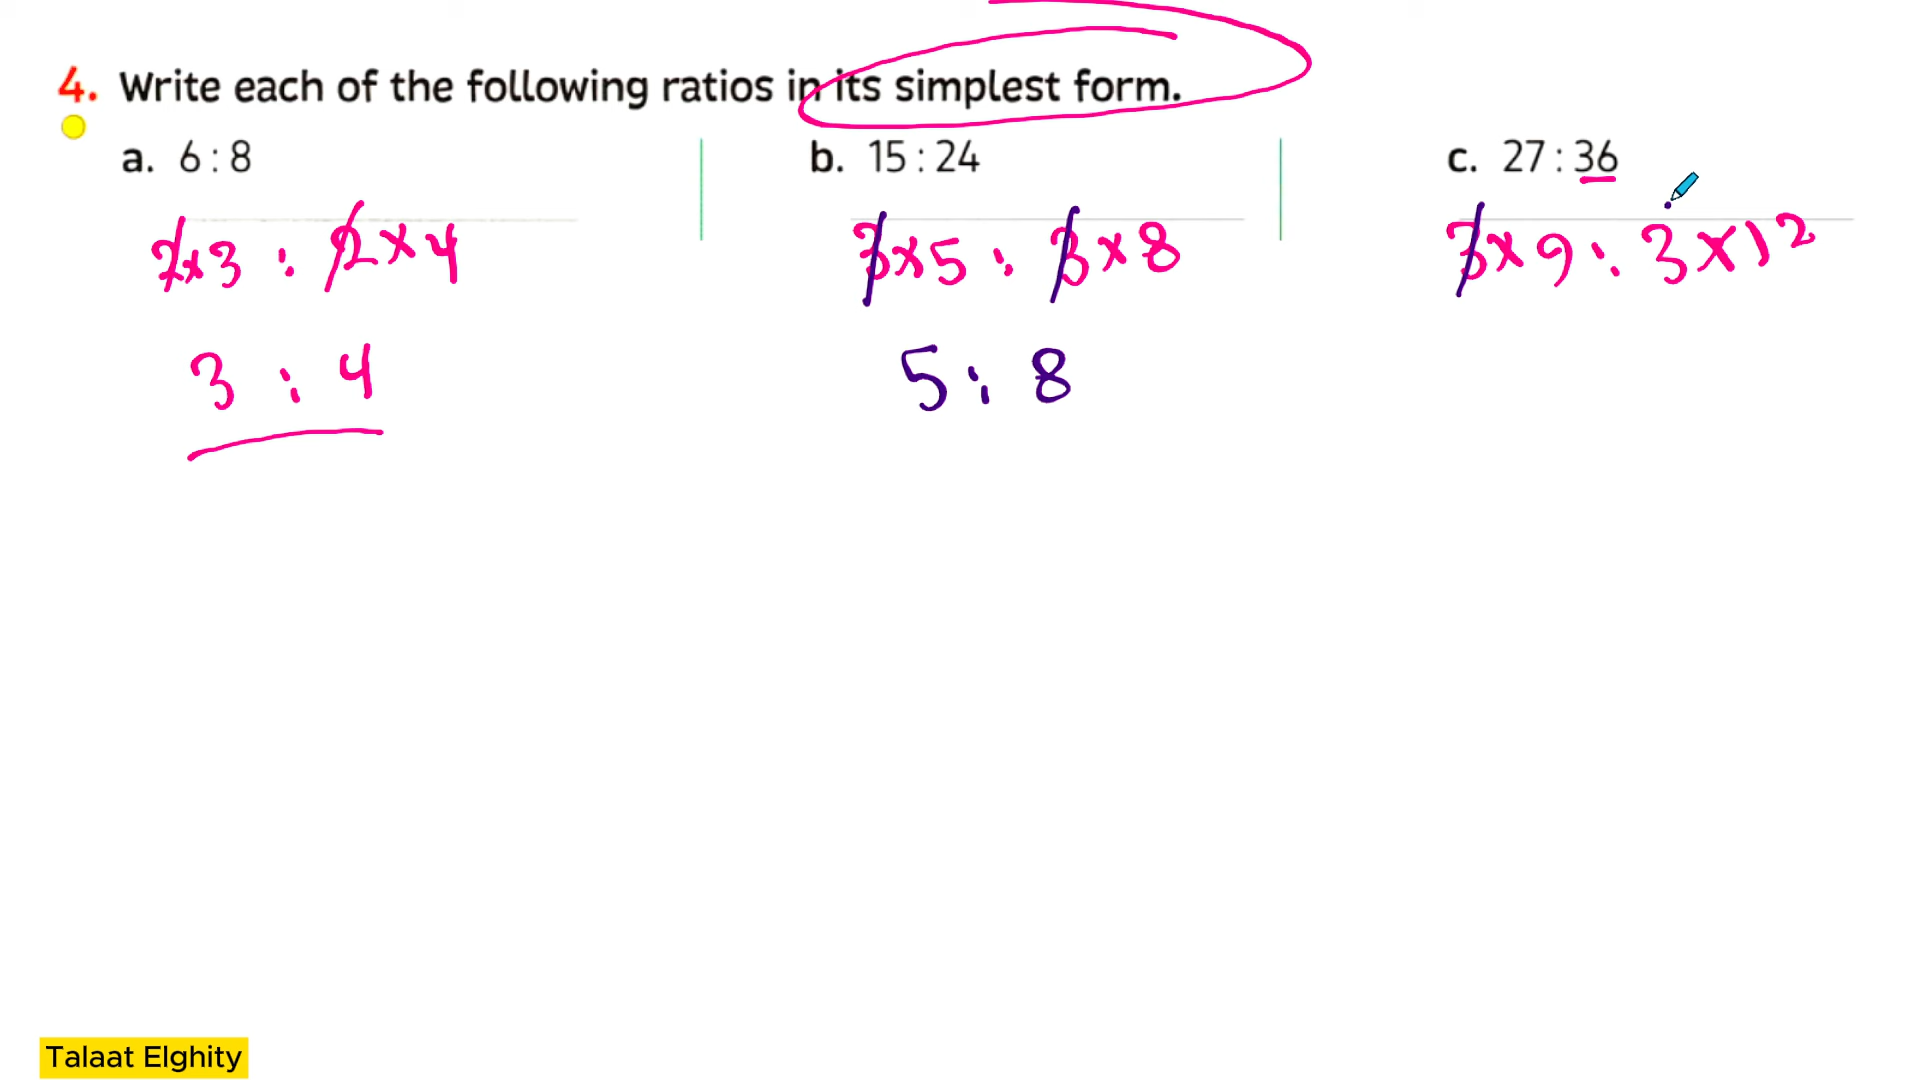 4. Write each of the following ratios in its simplest form.
a. 6 : 8
b. 15 : 24
c. 27 : 36
2×3 : 2×4
3×5 : 3×8
3×9 : 3×12
3 : 4
5 : 8
Talaat Elghity